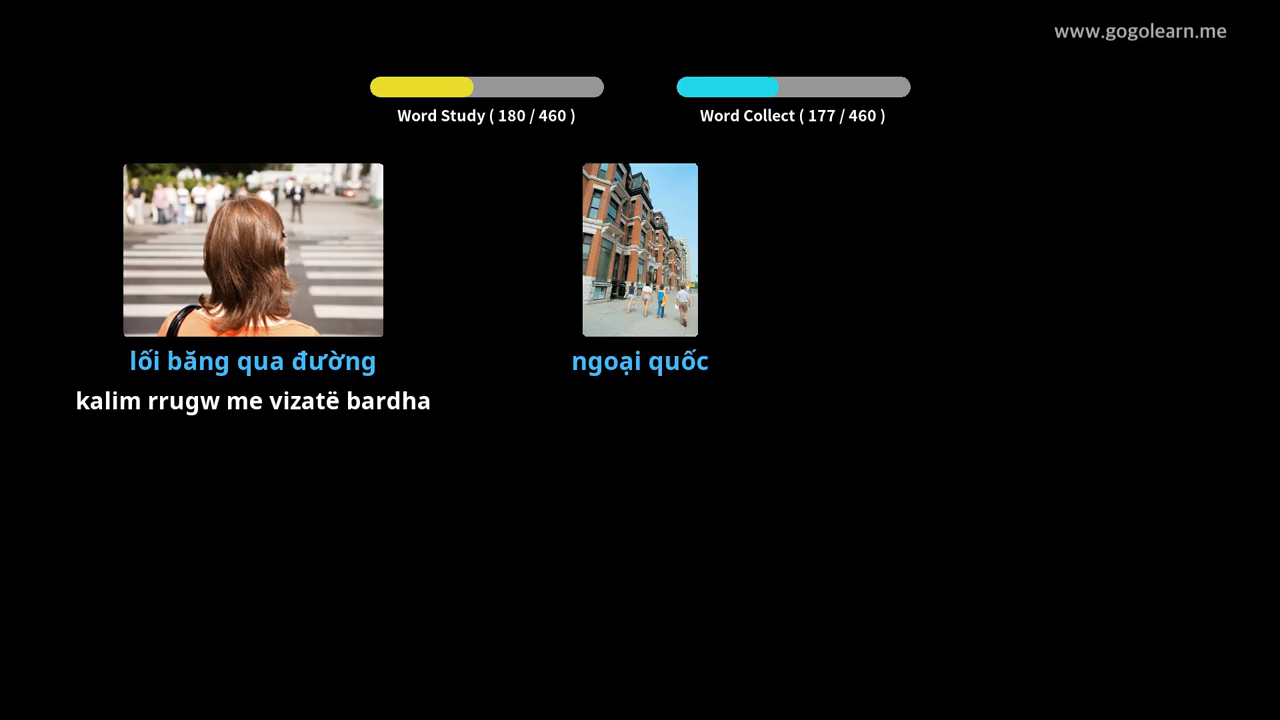 www.gogolearn.me
Word Study ( 180 / 460 )
Word Collect ( 177 / 460 )
lối băng qua đường
ngoại quốc
kalim rrugw me vizatë bardha